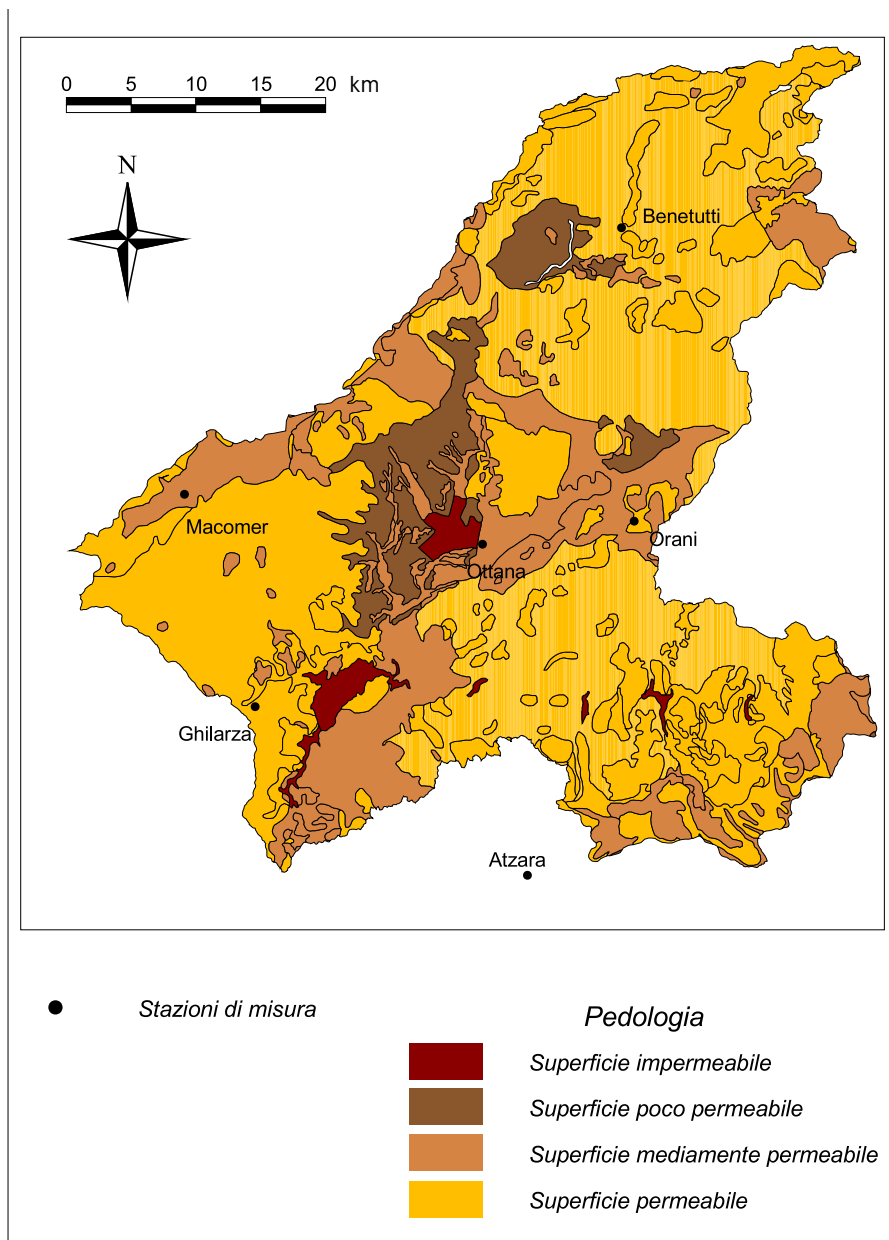 0 5 10 15 20 km
N
Benetutti
Macomer
Orani
Ottana
Ghilarza
Atzara
Stazioni di misura
Pedologia
Superficie impermeabile
Superficie poco permeabile
Superficie mediamente permeabile
Superficie permeabile